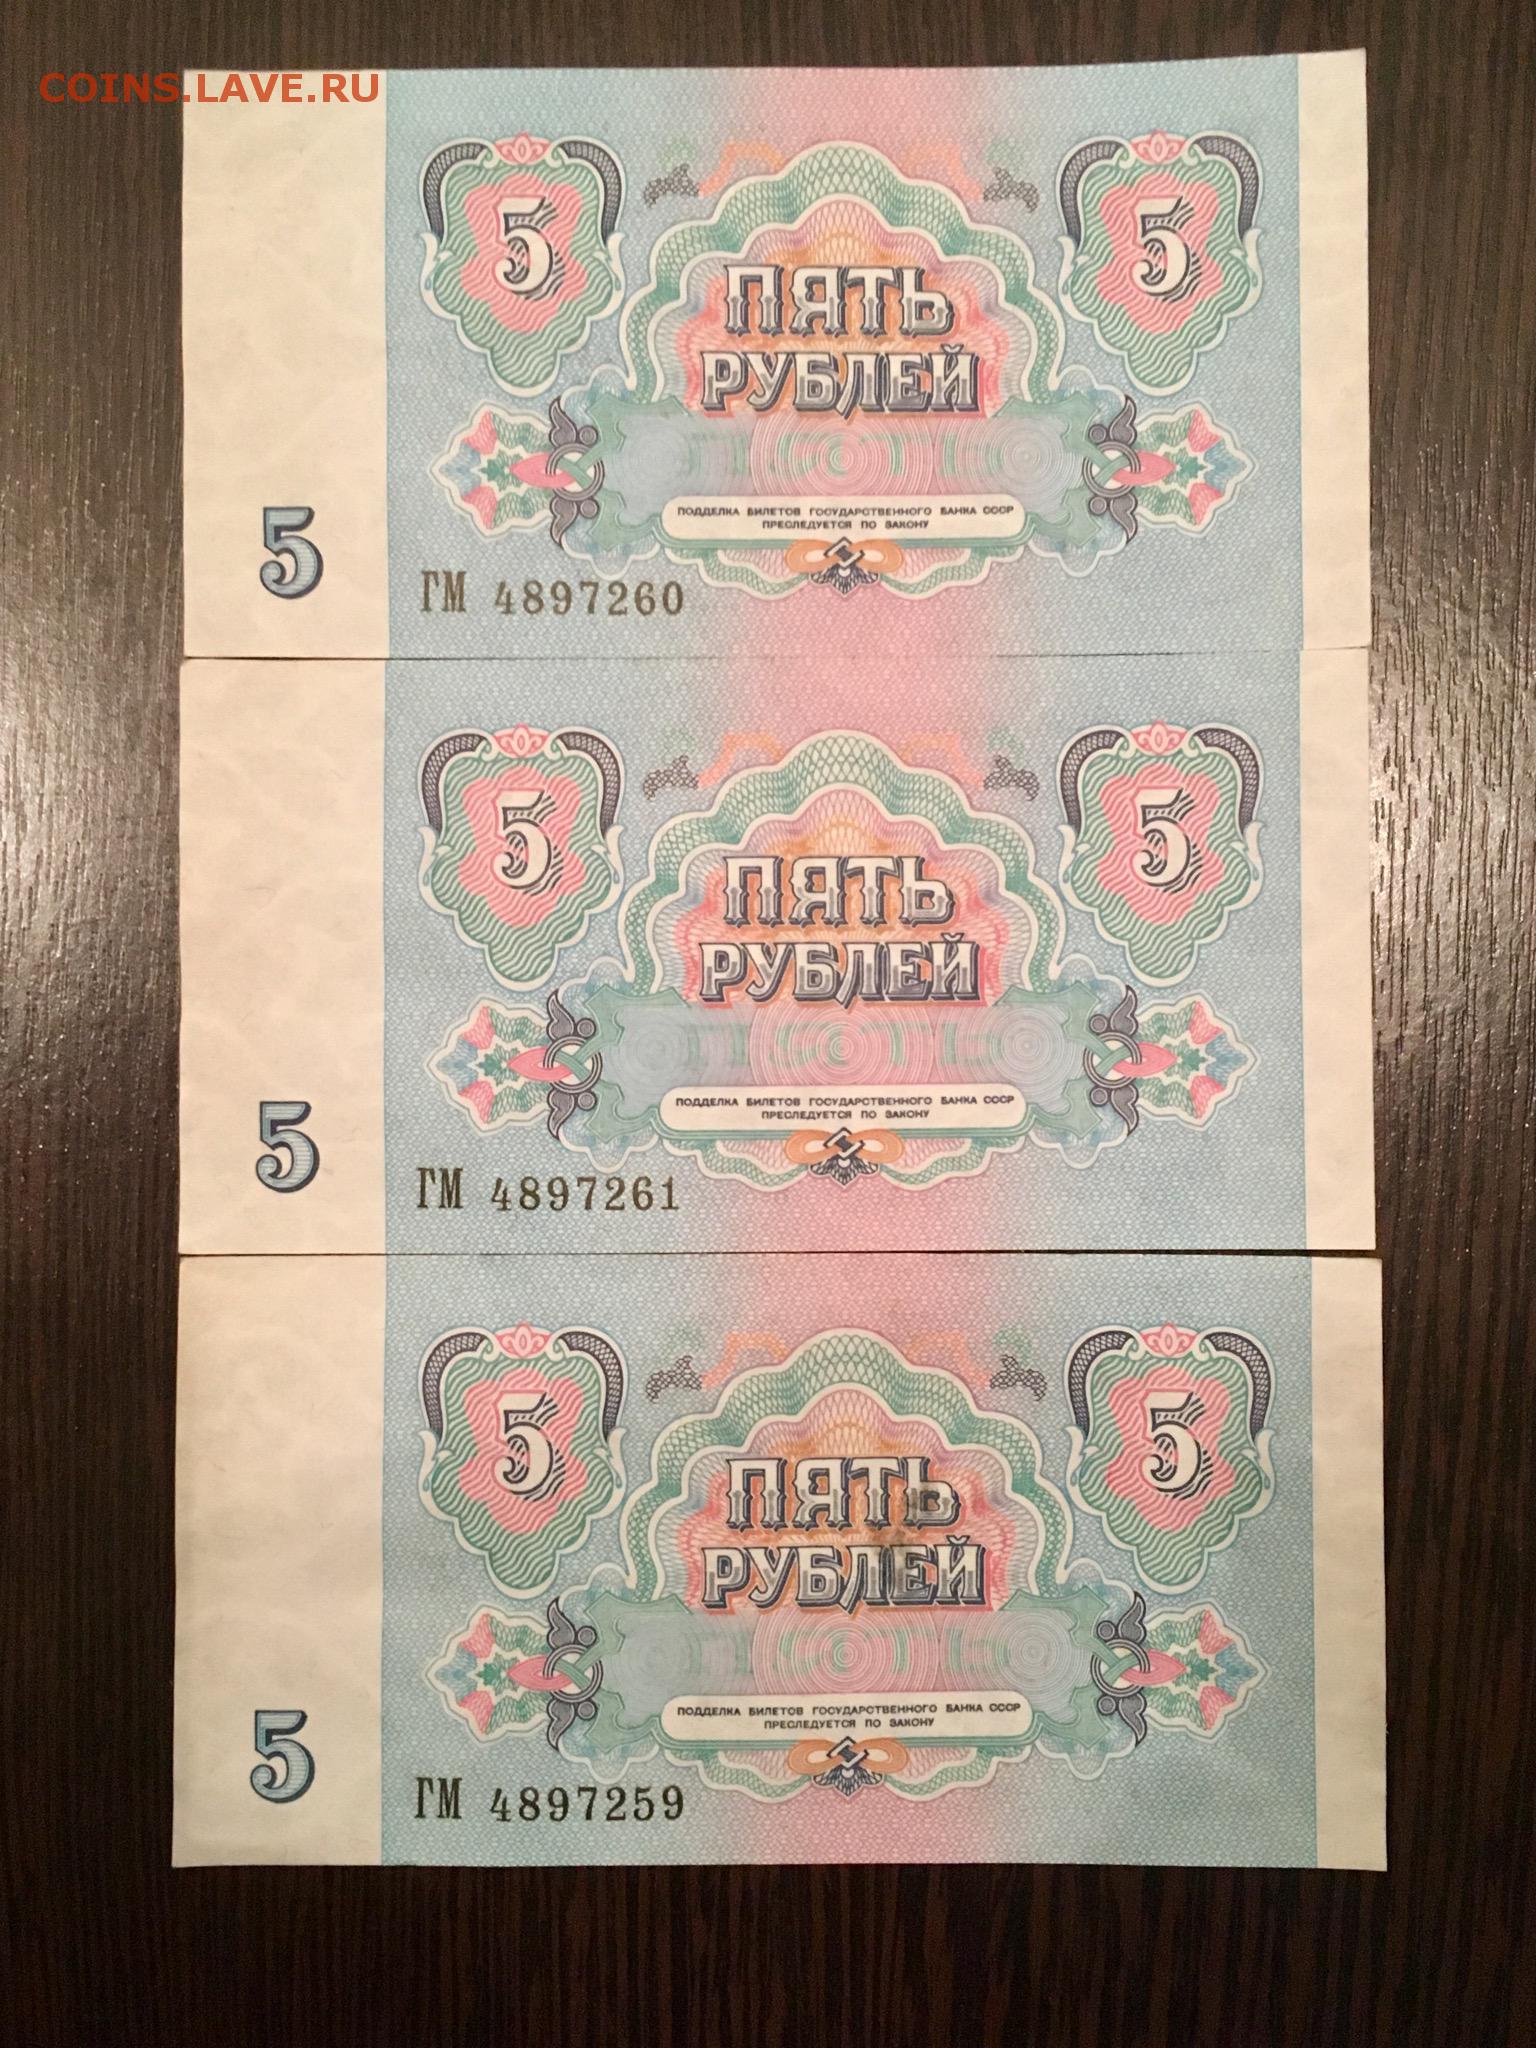 COINS.LAVE.RU
5 5
ПЯТЬ
РУБЛЕЙ
ПОДДЕЛКА БИЛЕТОВ ГОСУДАРСТВЕННОГО БАНКА СССР
ПРЕСЛЕДУЕТСЯ ПО ЗАКОНУ
5
ГМ 4897260
5 5
ПЯТЬ
РУБЛЕЙ
ПОДДЕЛКА БИЛЕТОВ ГОСУДАРСТВЕННОГО БАНКА СССР
ПРЕСЛЕДУЕТСЯ ПО ЗАКОНУ
5
ГМ 4897261
5 5
ПЯТЬ
РУБЛЕЙ
ПОДДЕЛКА БИЛЕТОВ ГОСУДАРСТВЕННОГО БАНКА СССР
ПРЕСЛЕДУЕТСЯ ПО ЗАКОНУ
5
ГМ 4897259